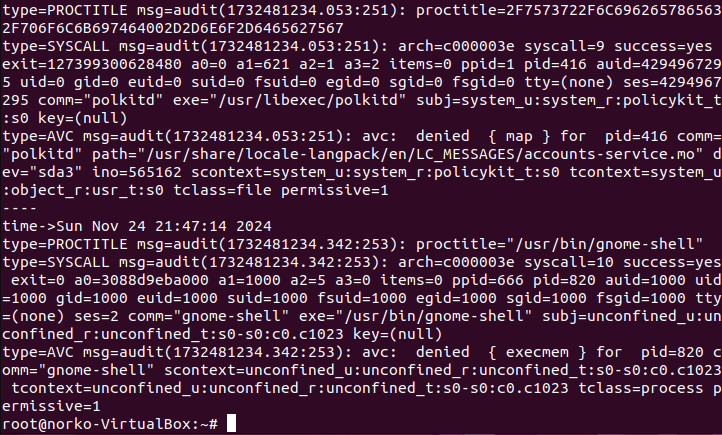 type=PROCTITLE msg=audit(1732481234.053:251): proctitle=2F7573722F6C696265786563
2F706F6C6B697464002D2D6E6F2D6465627567
type=SYSCALL msg=audit(1732481234.053:251): arch=c000003e syscall=9 success=yes
exit=127399300628480 a0=0 a1=621 a2=1 a3=2 items=0 ppid=1 pid=416 auid=429496729
5 uid=0 gid=0 euid=0 suid=0 fsuid=0 egid=0 sgid=0 fsgid=0 tty=(none) ses=4294967
295 comm="polkitd" exe="/usr/libexec/polkitd" subj=system_u:system_r:policykit_t
:s0 key=(null)
type=AVC msg=audit(1732481234.053:251): avc:  denied  { map } for  pid=416 comm=
"polkitd" path="/usr/share/locale-langpack/en/LC_MESSAGES/accounts-service.mo" d
ev="sda3" ino=565162 scontext=system_u:system_r:policykit_t:s0 tcontext=system_u
:object_r:usr_t:s0 tclass=file permissive=1
----
time->Sun Nov 24 21:47:14 2024
type=PROCTITLE msg=audit(1732481234.342:253): proctitle="/usr/bin/gnome-shell"
type=SYSCALL msg=audit(1732481234.342:253): arch=c000003e syscall=10 success=yes
 exit=0 a0=3088d9eba000 a1=1000 a2=5 a3=0 items=0 ppid=666 pid=820 auid=1000 uid
=1000 gid=1000 euid=1000 suid=1000 fsuid=1000 egid=1000 sgid=1000 fsgid=1000 tty
=(none) ses=2 comm="gnome-shell" exe="/usr/bin/gnome-shell" subj=unconfined_u:un
confined_r:unconfined_t:s0-s0:c0.c1023 key=(null)
type=AVC msg=audit(1732481234.342:253): avc:  denied  { execmem } for  pid=820 c
omm="gnome-shell" scontext=unconfined_u:unconfined_r:unconfined_t:s0-s0:c0.c1023
 tcontext=unconfined_u:unconfined_r:unconfined_t:s0-s0:c0.c1023 tclass=process p
ermissive=1
root@norko-VirtualBox:~#